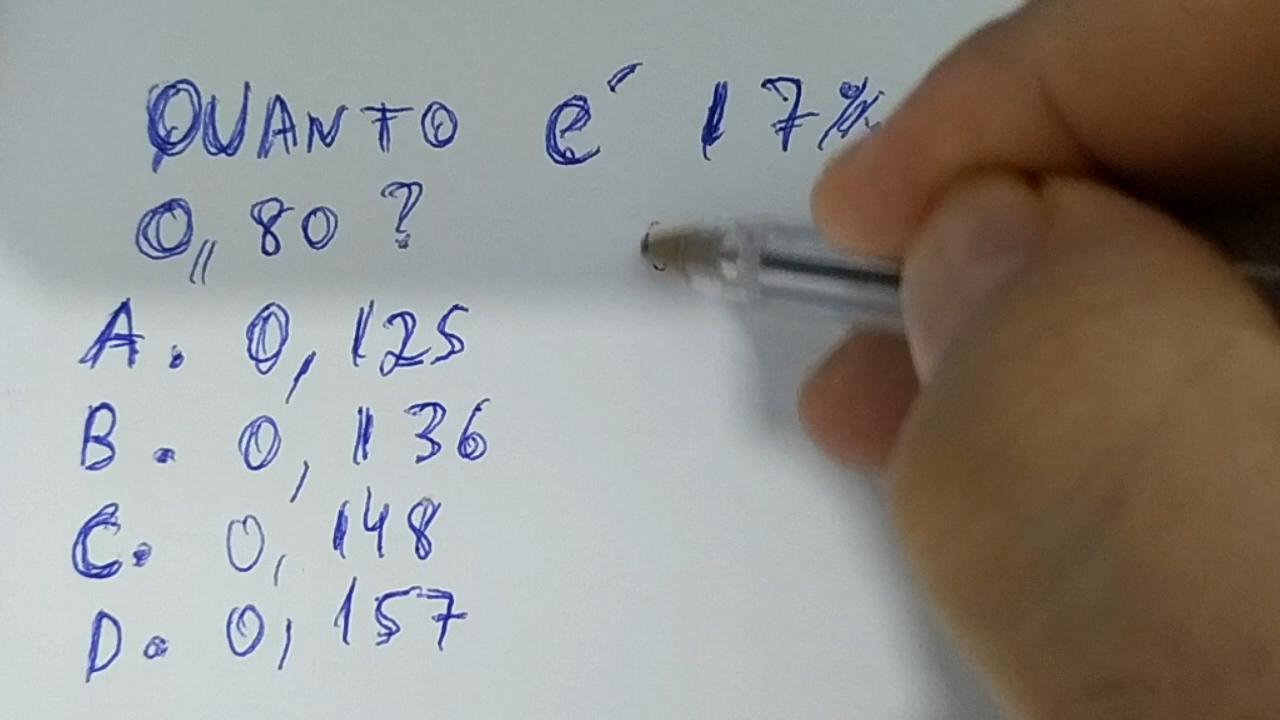 QUANTO É 17%
0,80 ?
A. 0,125
B. 0,136
C. 0,148
D. 0,157